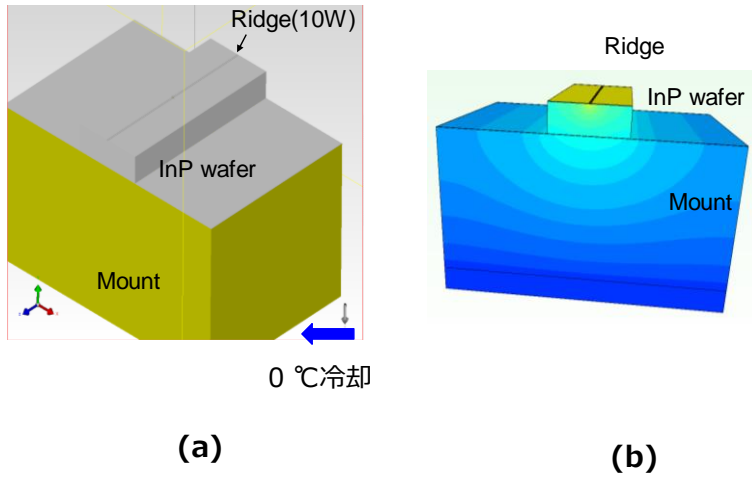 Ridge(10W)
InP wafer
Mount
0 ℃冷却
(a)
Ridge
InP wafer
Mount
(b)